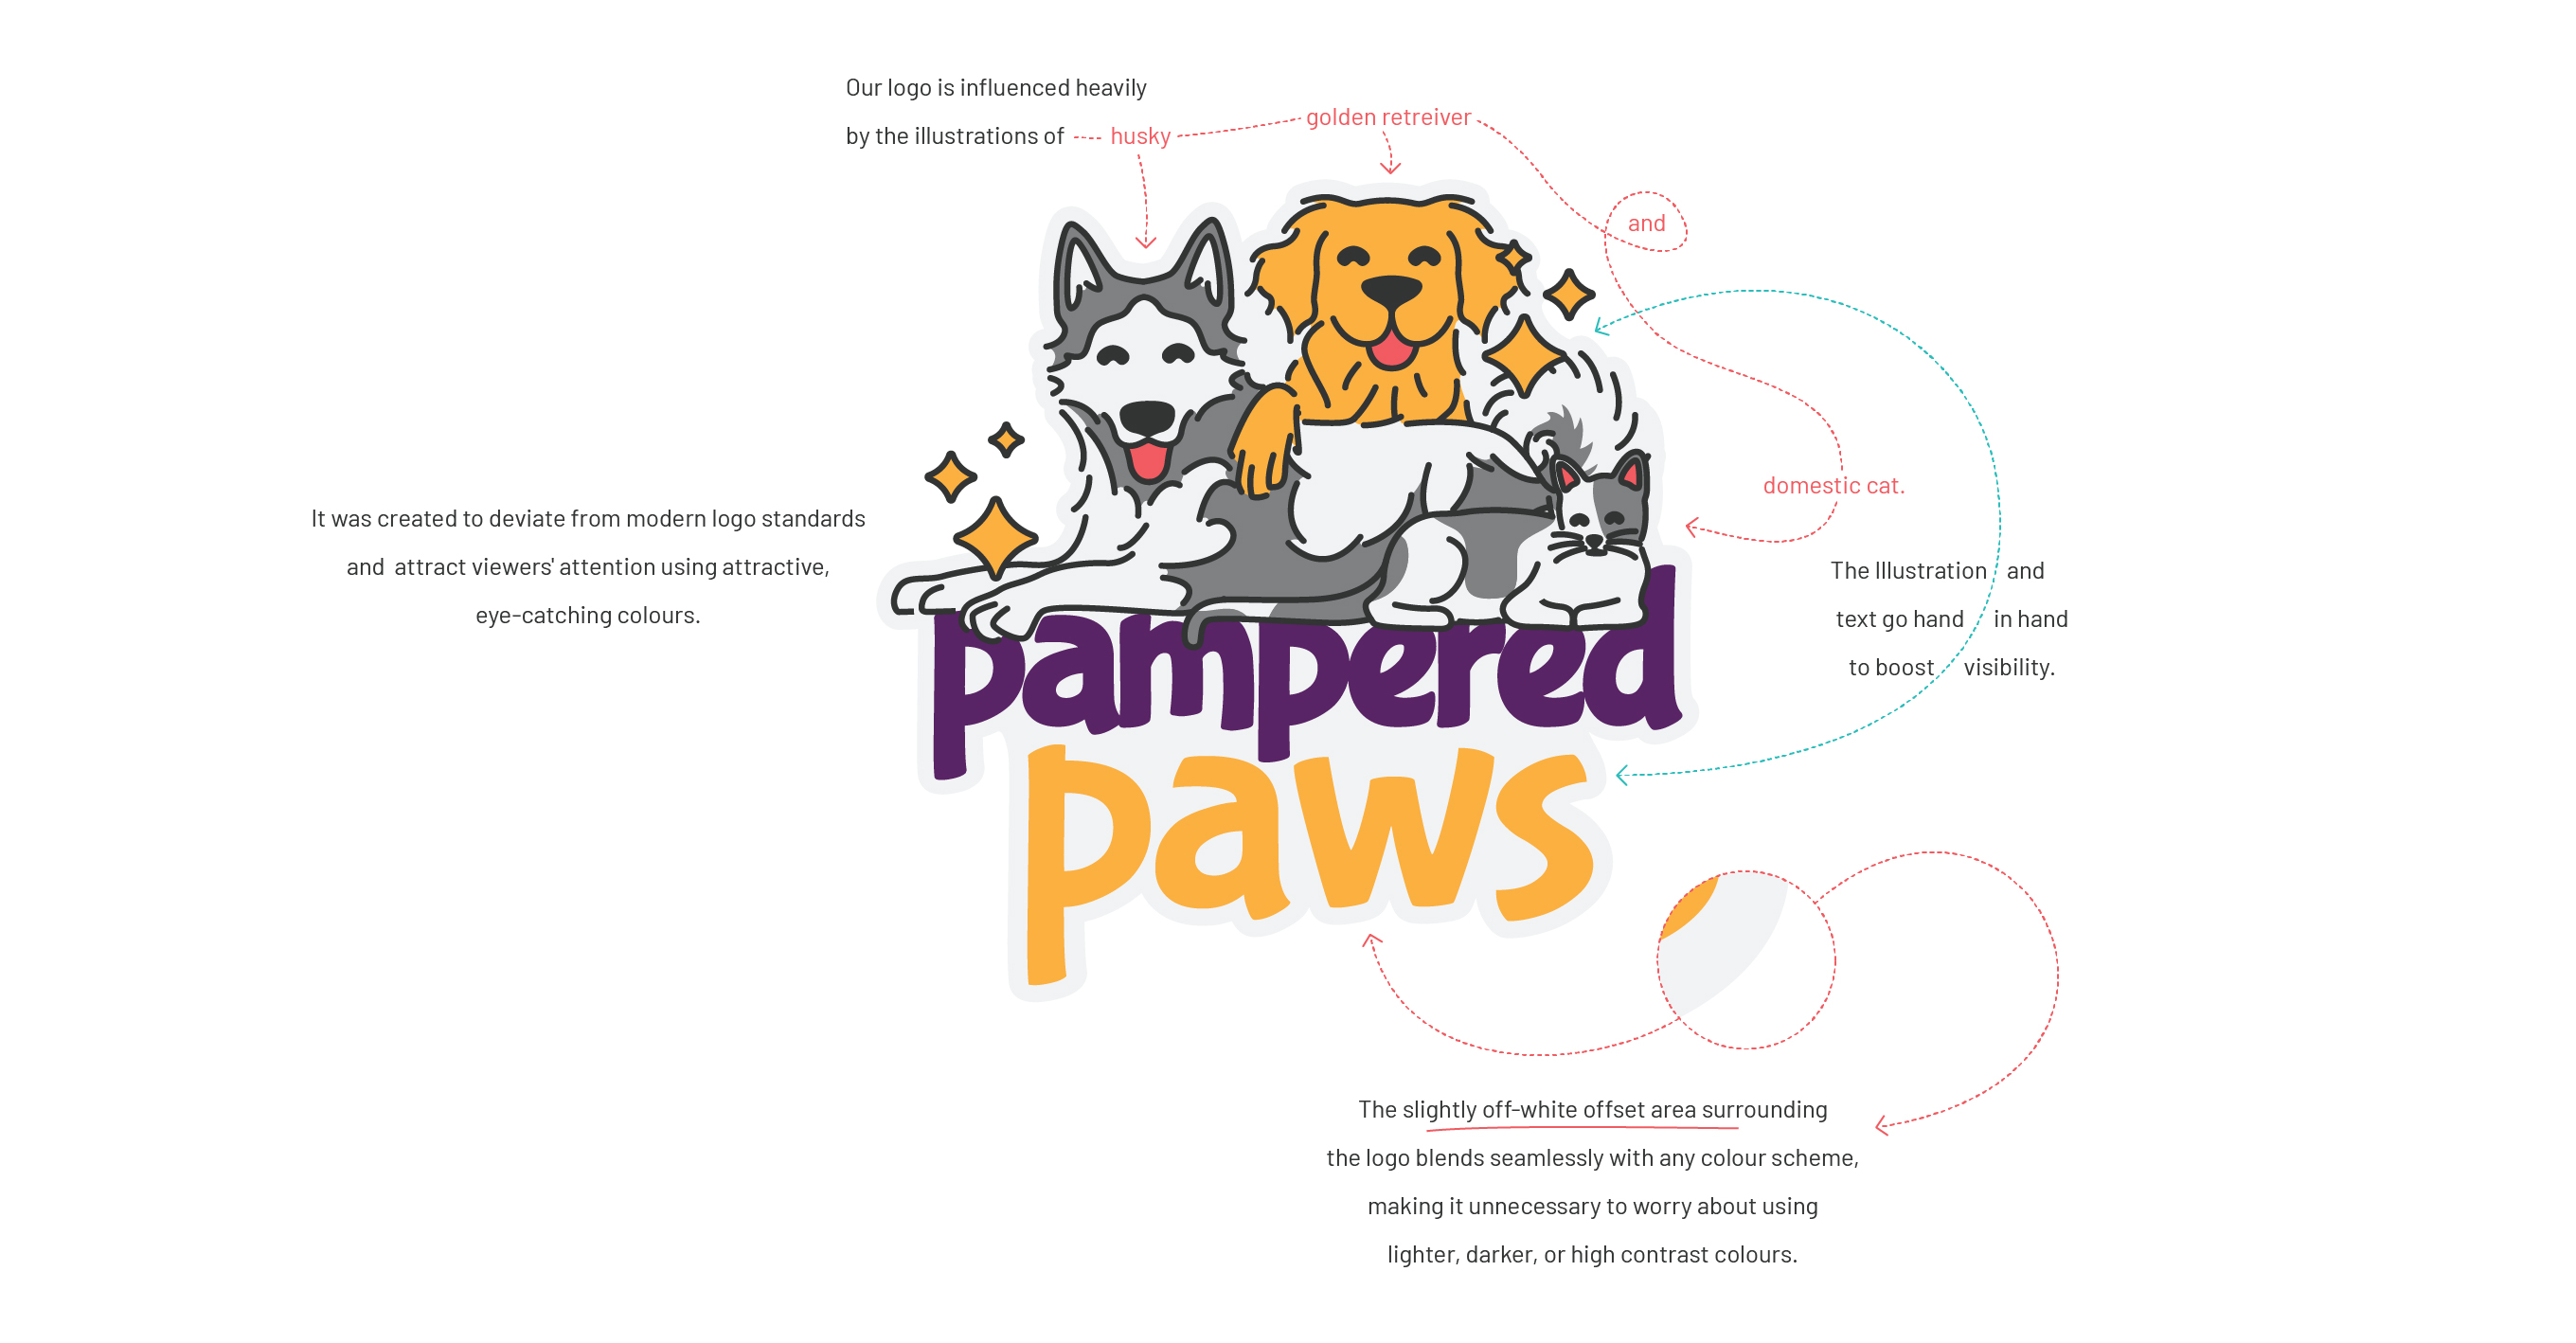 Our logo is influenced heavily
by the illustrations of husky golden retreiver
and
domestic cat.
It was created to deviate from modern logo standards
and attract viewers' attention using attractive,
eye-catching colours.
The Illustration and
text go hand in hand
to boost visibility.
pampered
paws
The slightly off-white offset area surrounding
the logo blends seamlessly with any colour scheme,
making it unnecessary to worry about using
lighter, darker, or high contrast colours.